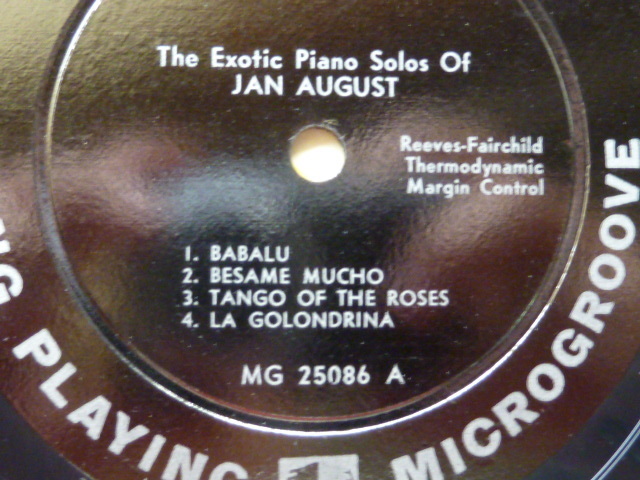 The Exotic Piano Solos Of
JAN AUGUST
Reeves-Fairchild
Thermodynamic
Margin Control
1. BABALU
2. BESAME MUCHO
3. TANGO OF THE ROSES
4. LA GOLONDRINA
MG 25086 A
NG PLAYING MICROGROOVE